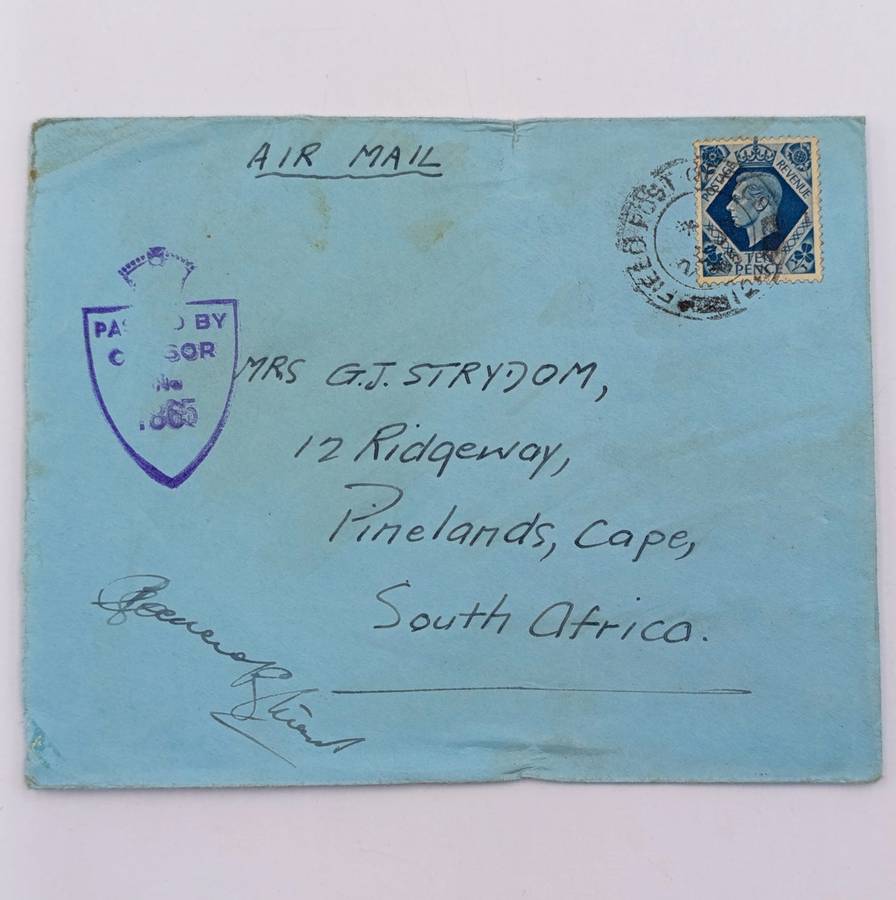 AIR MAIL
POSTAGE REVENUE
TEN
PENCE
FIELD POST
PASSED BY
CENSOR
No
1865
MRS G.J. STRYDOM,
12 Ridgeway,
Pinelands, Cape,
South Africa.